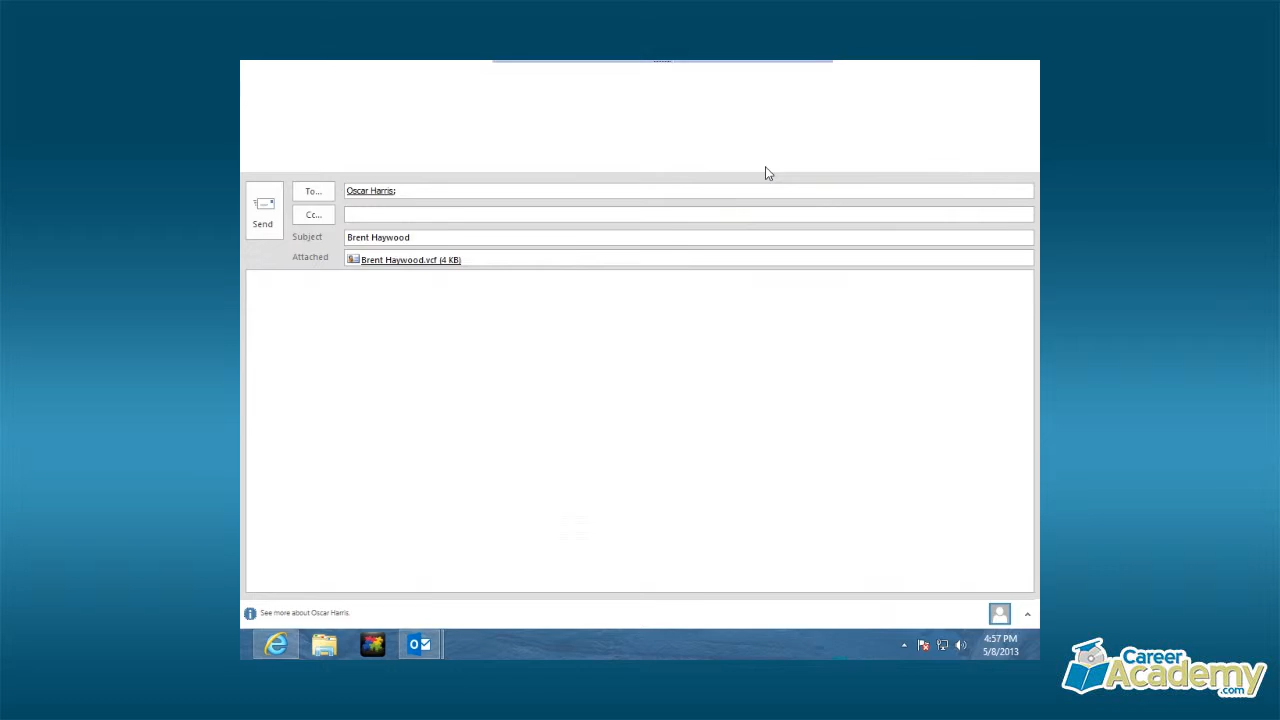 To...
Oscar Harris;
Send
Cc...
Subject
Brent Haywood
Attached
Brent Haywood.vcf (4 KB)
See more about Oscar Harris.
4:57 PM
5/8/2013
Career
Academy
.com